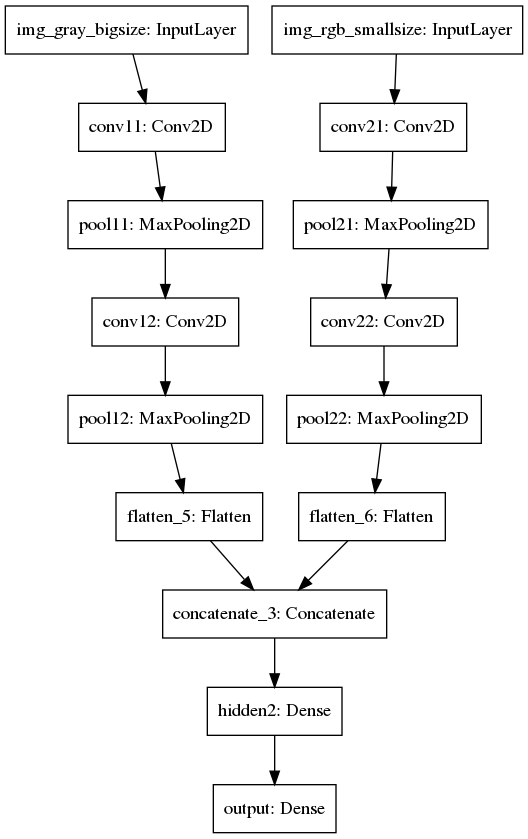 img_gray_bigsize: InputLayer
img_rgb_smallsize: InputLayer
conv11: Conv2D
conv21: Conv2D
pool11: MaxPooling2D
pool21: MaxPooling2D
conv12: Conv2D
conv22: Conv2D
pool12: MaxPooling2D
pool22: MaxPooling2D
flatten_5: Flatten
flatten_6: Flatten
concatenate_3: Concatenate
hidden2: Dense
output: Dense